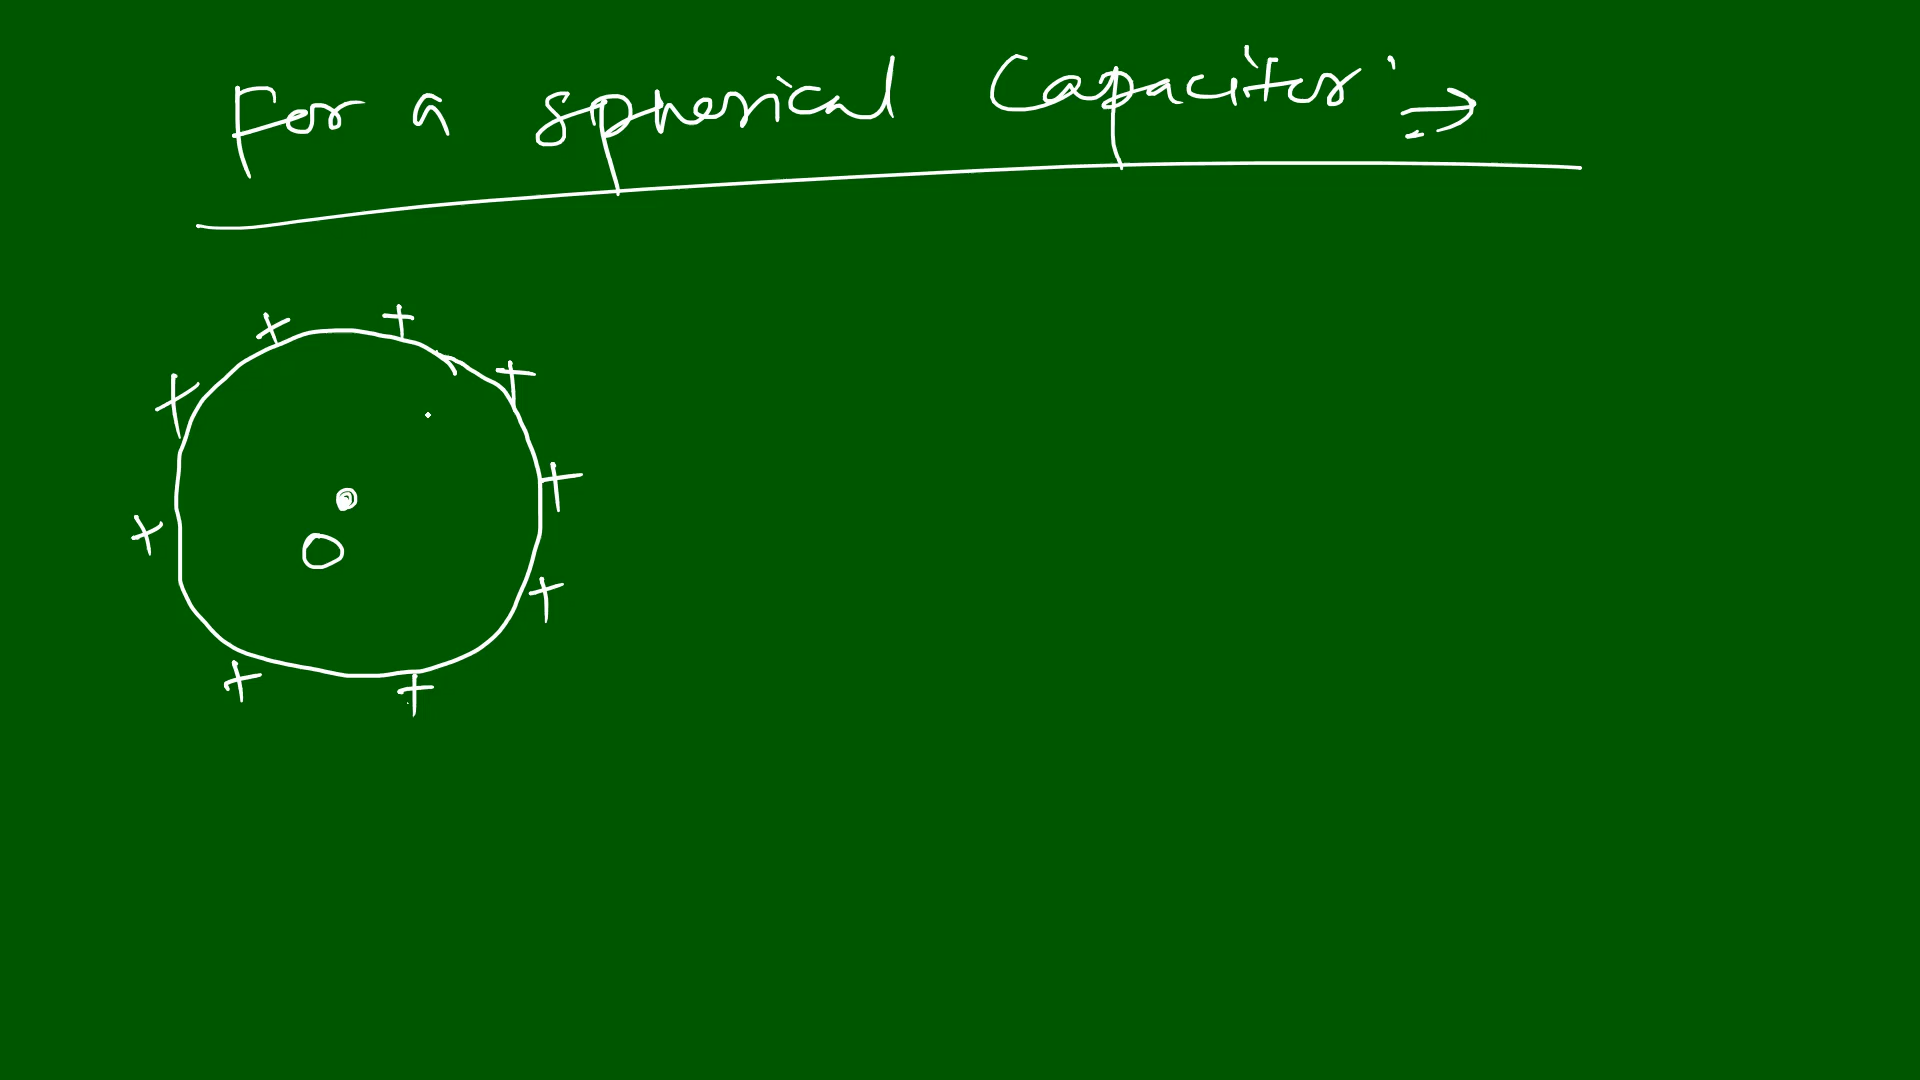 For a spherical Capacitor :→
+ +
+ +
+
+ O
+
+ +